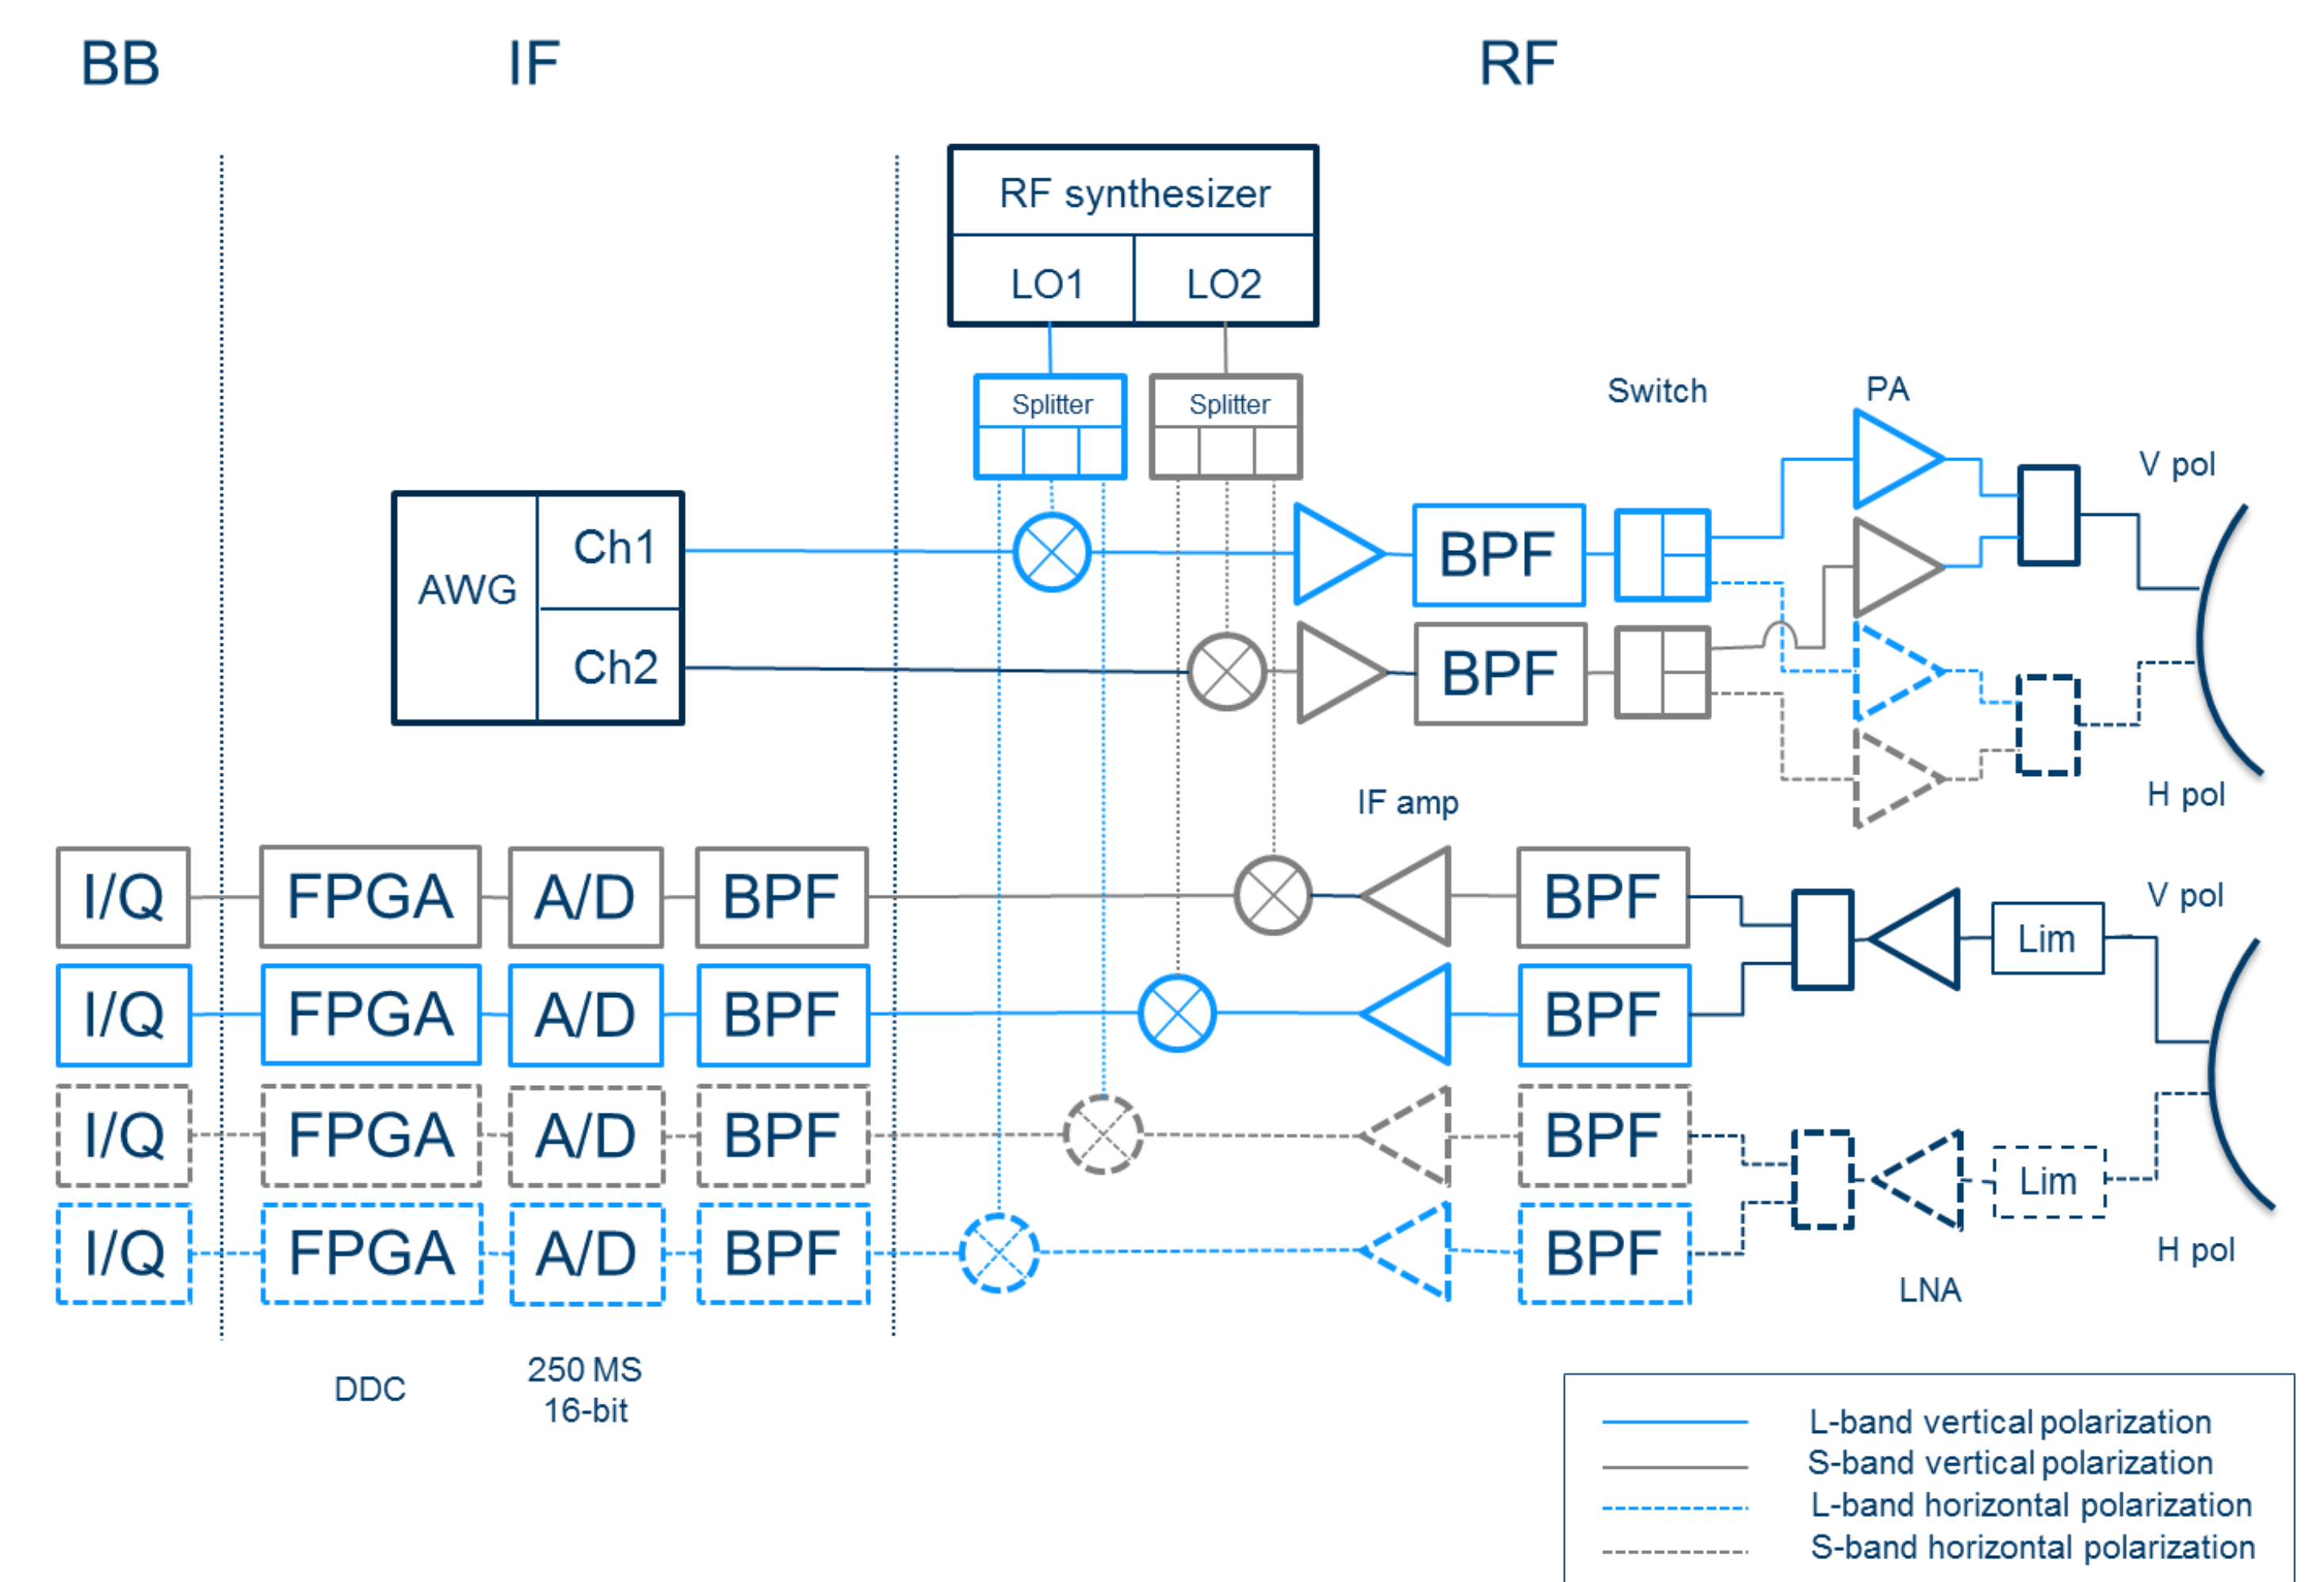 BB
IF
RF
RF synthesizer
LO1
LO2
Splitter
Splitter
Switch
PA
V pol
AWG
Ch1
Ch2
BPF
BPF
H pol
IF amp
I/Q
FPGA
A/D
BPF
BPF
Lim
V pol
I/Q
FPGA
A/D
BPF
BPF
I/Q
FPGA
A/D
BPF
BPF
Lim
I/Q
FPGA
A/D
BPF
BPF
H pol
LNA
DDC
250 MS
16-bit
L-band vertical polarization
S-band vertical polarization
L-band horizontal polarization
S-band horizontal polarization